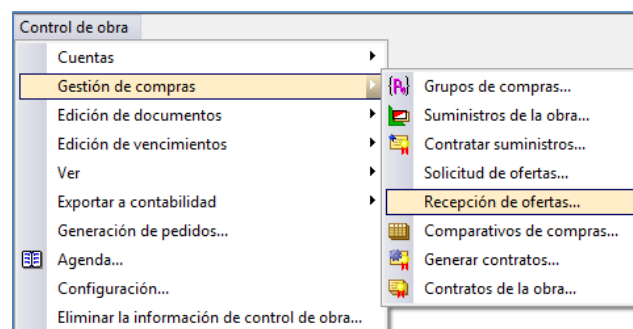 Control de obra
Cuentas
Gestión de compras
Edición de documentos
Edición de vencimientos
Ver
Exportar a contabilidad
Generación de pedidos...
Agenda...
Configuración...
Eliminar la información de control de obra...
Grupos de compras...
Suministros de la obra...
Contratar suministros...
Solicitud de ofertas...
Recepción de ofertas...
Comparativos de compras...
Generar contratos...
Contratos de la obra...